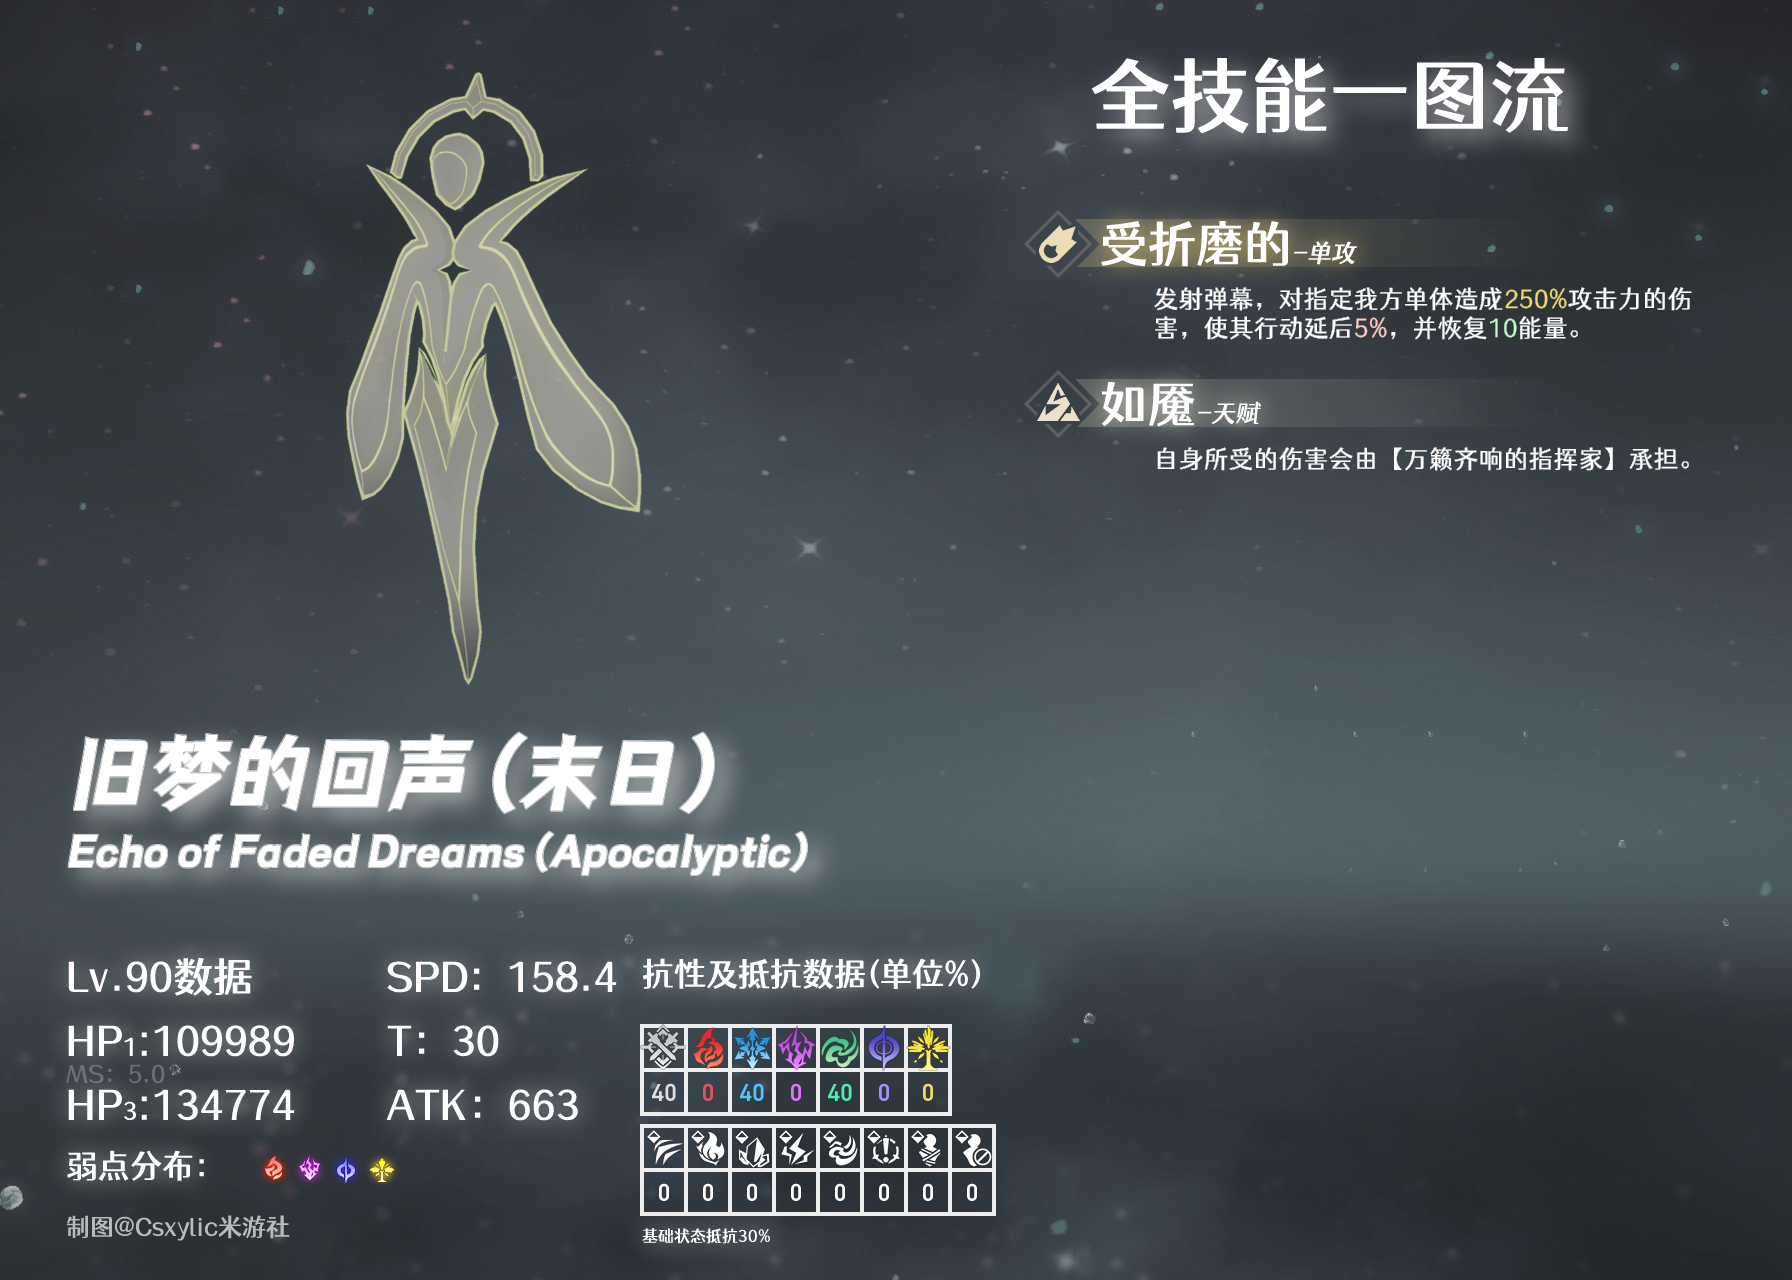 全技能一图流
受折磨的-单攻
发射弹幕，对指定我方单体造成250%攻击力的伤
害，使其行动延后5%，并恢复10能量。
如魇-天赋
自身所受的伤害会由【万籁齐响的指挥家】承担。
旧梦的回声（末日）
Echo of Faded Dreams (Apocalyptic)
Lv.90数据
SPD: 158.4
HP1:109989
T: 30
MS: 5.0
HP3:134774
ATK: 663
弱点分布：
制图@Csxylic米游社
抗性及抵抗数据(单位%)
40 0 40 0 40 0 0
0 0 0 0 0 0 0 0
基础状态抵抗30%